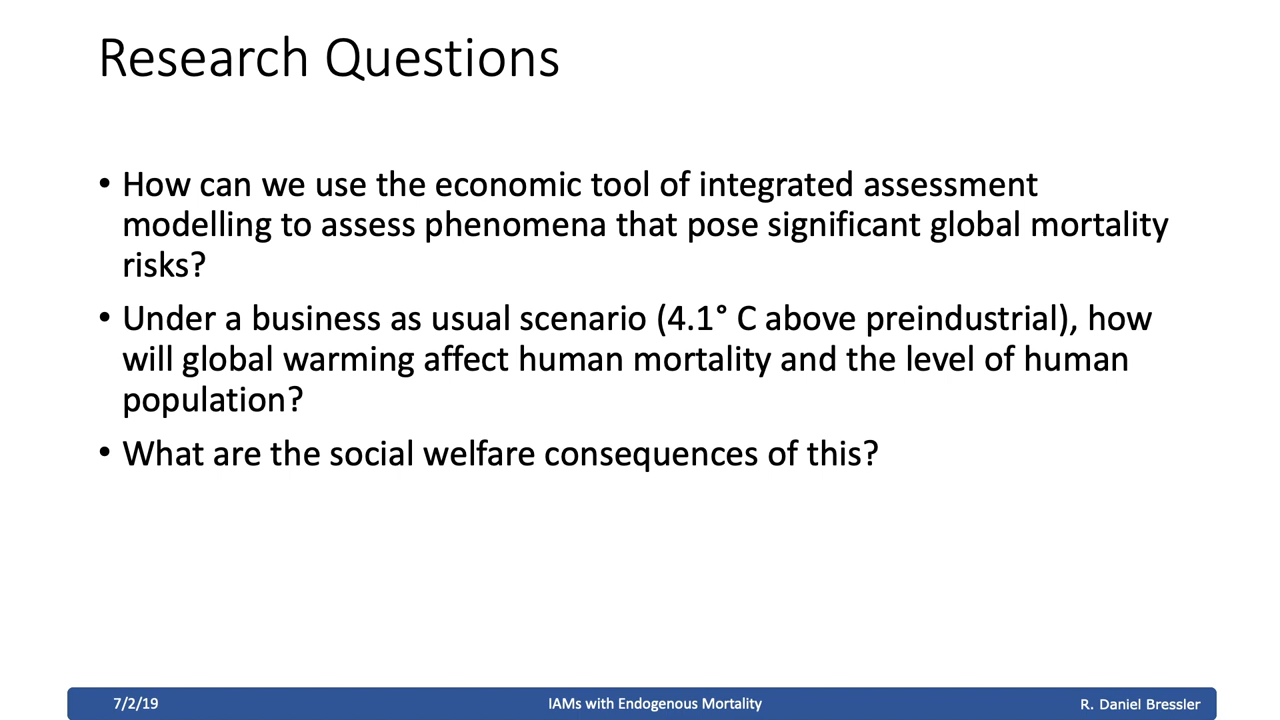 Research Questions
• How can we use the economic tool of integrated assessment
modelling to assess phenomena that pose significant global mortality
risks?
• Under a business as usual scenario (4.1° C above preindustrial), how
will global warming affect human mortality and the level of human
population?
• What are the social welfare consequences of this?
7/2/19
IAMs with Endogenous Mortality
R. Daniel Bressler